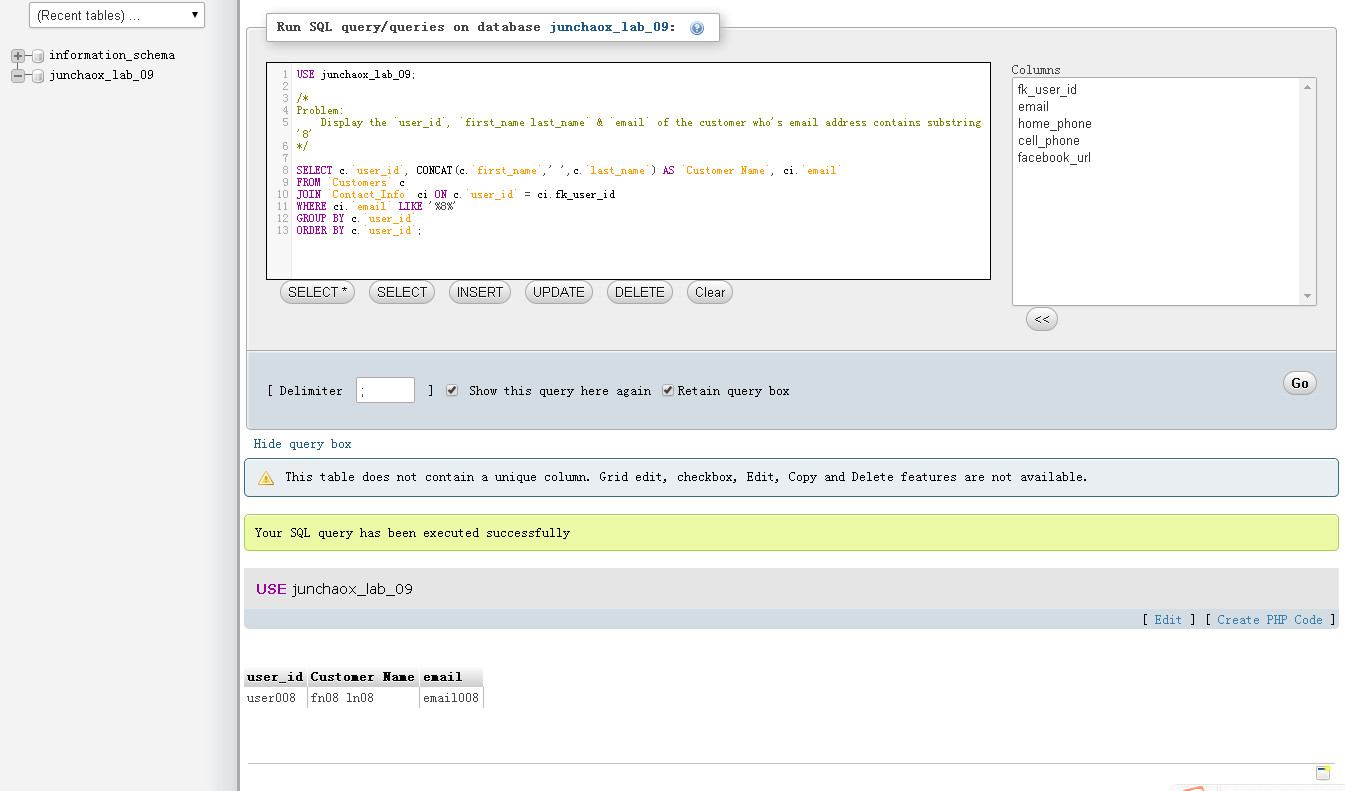 (Recent tables) ...
information_schema
junchaox_lab_09
Run SQL query/queries on database junchaox_lab_09:
1 USE junchaox_lab_09;
2
3 /*
4 Problem:
5 Display the `user_id`, `first_name last_name` & `email` of the customer who's email address contains substring
'8'
6 */
7
8 SELECT c.`user_id`, CONCAT(c.`first_name`,' ',c.`last_name`) AS `Customer Name`, ci.`email`
9 FROM `Customers` c
10 JOIN `Contact_Info` ci ON c.`user_id` = ci.fk_user_id
11 WHERE ci.`email` LIKE '%8%'
12 GROUP BY c.`user_id`
13 ORDER BY c.`user_id`;
SELECT * SELECT INSERT UPDATE DELETE Clear
Columns
fk_user_id
email
home_phone
cell_phone
facebook_url
<<
[ Delimiter ; ] Show this query here again Retain query box
Go
Hide query box
This table does not contain a unique column. Grid edit, checkbox, Edit, Copy and Delete features are not available.
Your SQL query has been executed successfully
USE junchaox_lab_09
[ Edit ] [ Create PHP Code ]
user_id Customer Name email
user008 fn08 ln08 email008